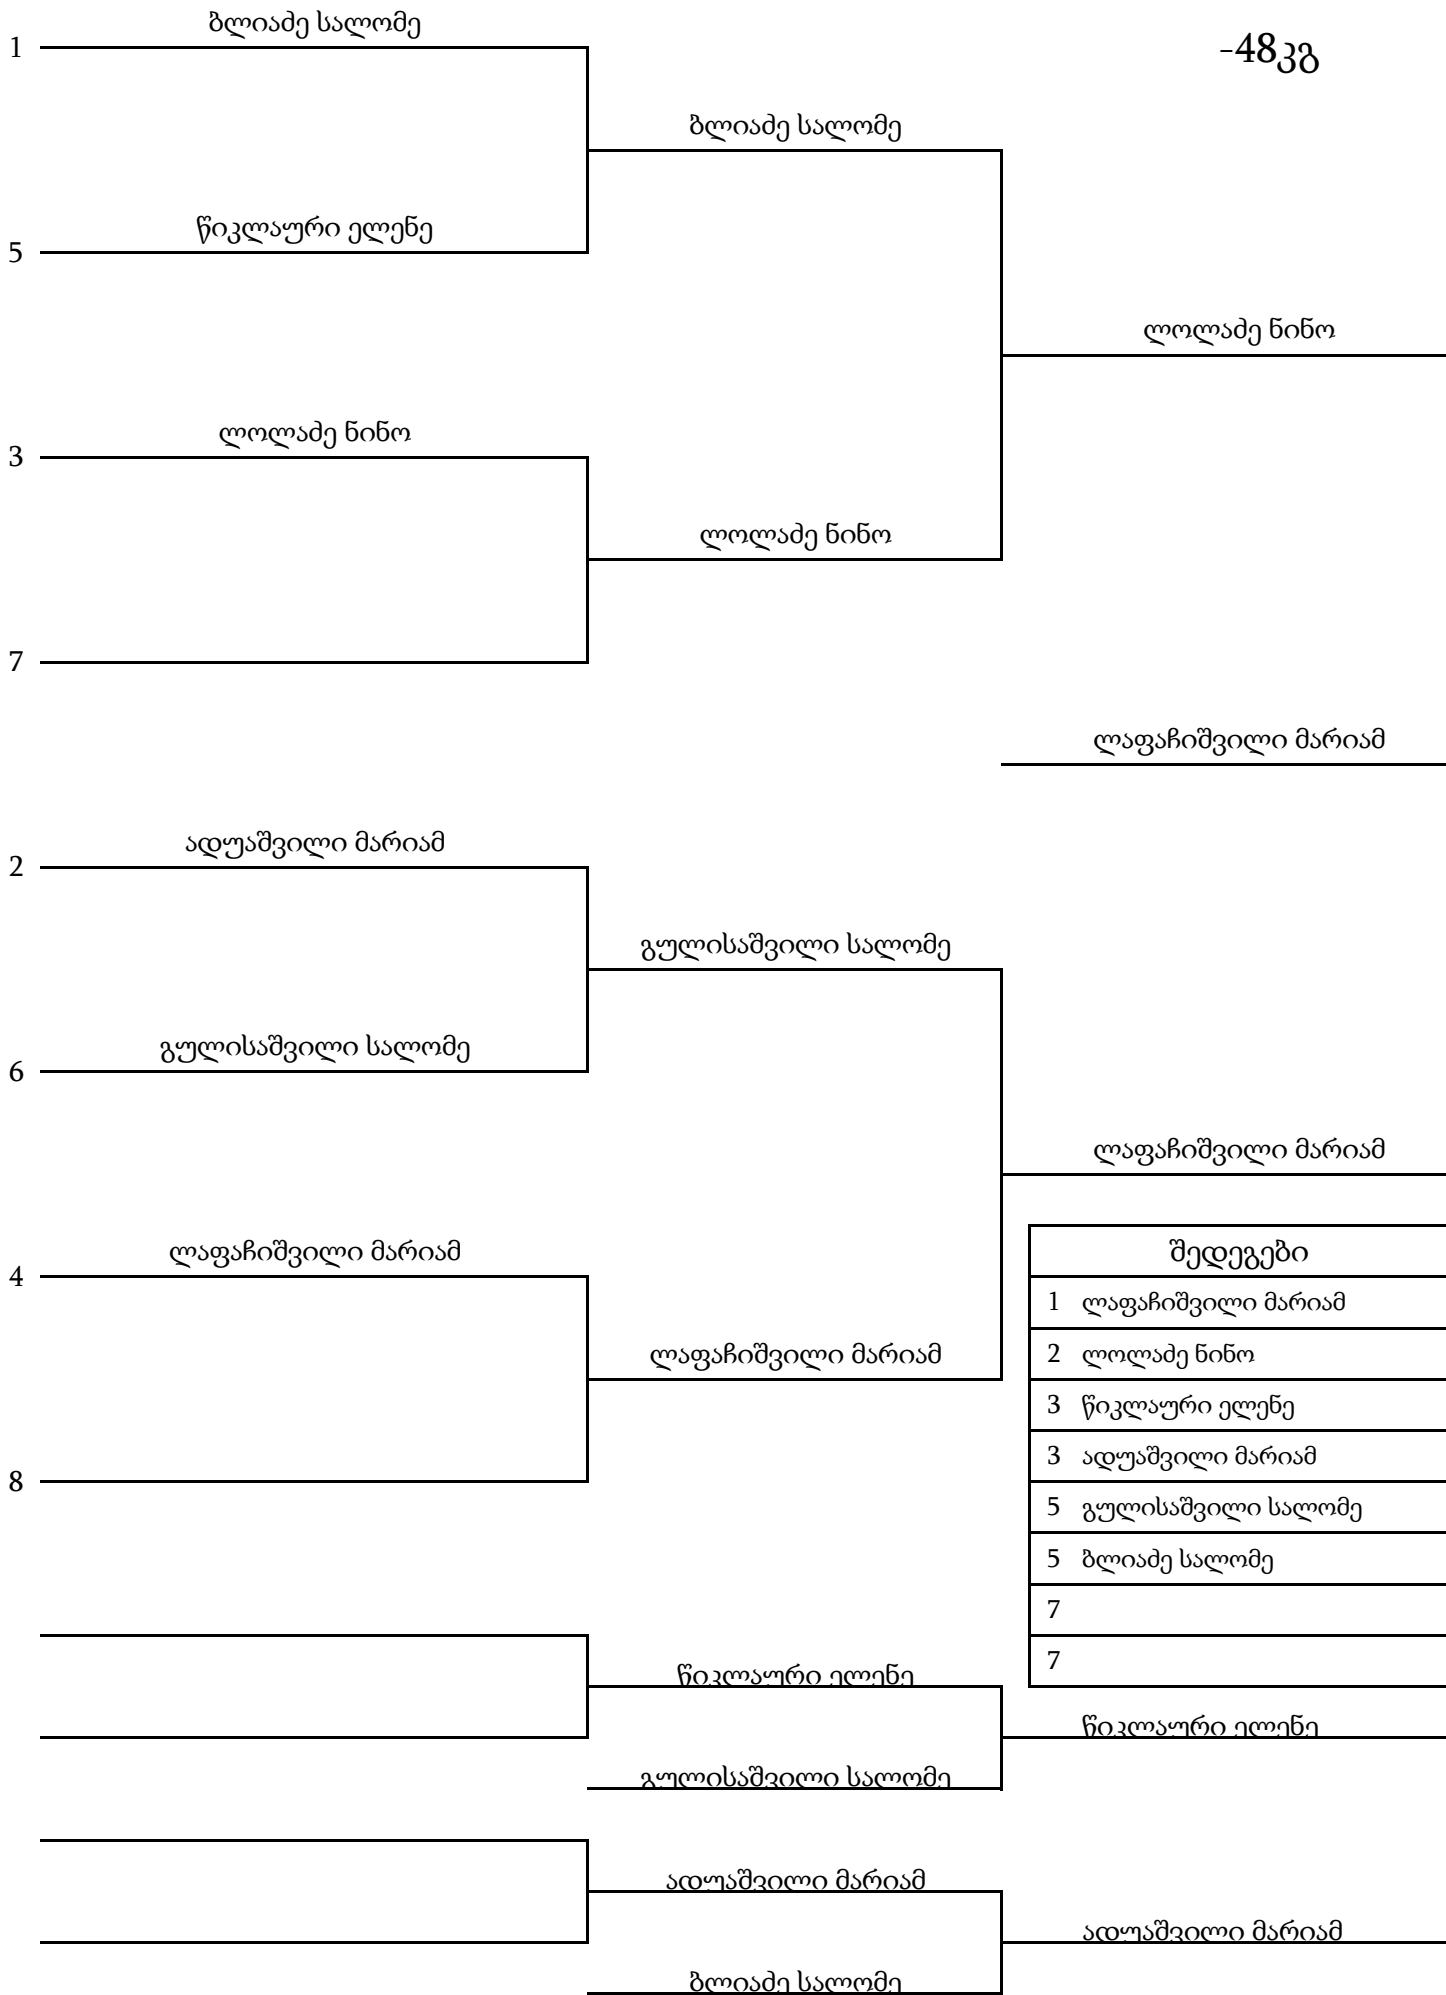 ბლიაძე სალომე
1
-48კგ
ბლიაძე სალომე
წიკლაური ელენე
5
ლოლაძე ნინო
ლოლაძე ნინო
3
ლოლაძე ნინო
7
ლაფაჩიშვილი მარიამ
ადუაშვილი მარიამ
2
გულისაშვილი სალომე
გულისაშვილი სალომე
6
ლაფაჩიშვილი მარიამ
ლაფაჩიშვილი მარიამ
4
ლაფაჩიშვილი მარიამ
8
შედეგები
1 ლაფაჩიშვილი მარიამ
2 ლოლაძე ნინო
3 წიკლაური ელენე
3 ადუაშვილი მარიამ
5 გულისაშვილი სალომე
5 ბლიაძე სალომე
7
7
წიკლაური ელენე
წიკლაური ელენე
გულისაშვილი სალომე
ადუაშვილი მარიამ
ადუაშვილი მარიამ
ბლიაძე სალომე